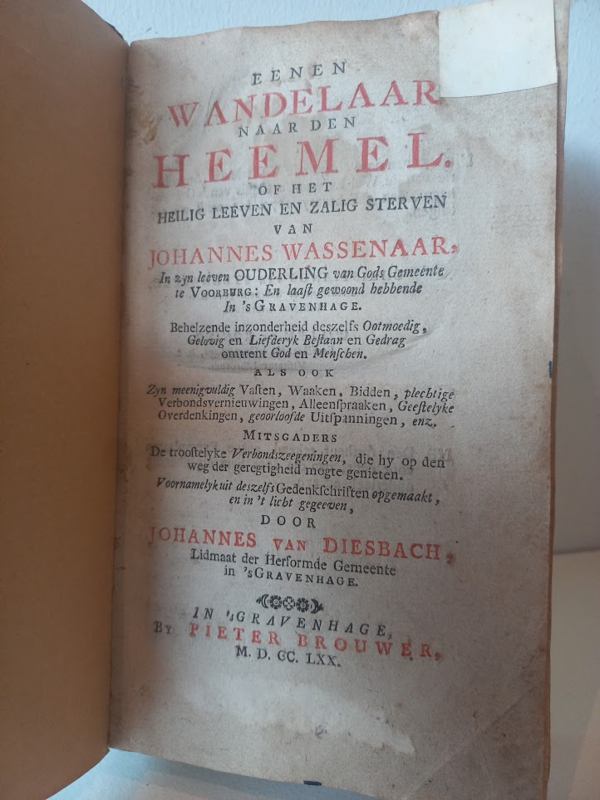 EENEN
WANDELAAR
NAAR DEN
HEEMEL.
OF HET
HEILIG LEEVEN EN ZALIG STERVEN
VAN
JOHANNES WASSENAAR,
In zyn leeven OUDERLING van Gods Gemeente
te VOORBURG: En laaſt gewoond hebbende
In 's GRAVENHAGE.
Behelzende inzonderheid deszelfs Ootmoedig,
Gelovig en Liefderyk Beſtaan en Gedrag
omtrent God en Menſchen.
ALS OOK
Zyn meenigvuldig Vaſten, Waaken, Bidden, plechtige
Verbondsvernieuwingen, Alleenſpraaken, Geeſtelyke
Overdenkingen, geoorloofde Uitſpanningen, enz.
MITSGADERS
De trooſtelyke Verbondszeegeningen, die hy op den
weg der geregtigheid mogte genieten.
Voornamelyk uit deszelfs Gedenkſchriften opgemaakt,
en in 't licht gegeeven,
DOOR
JOHANNES VAN DIESBACH,
Lidmaat der Herformde Gemeente
in 's GRAVENHAGE.
IN 's GRAVENHAGE,
By PIETER BROUWER,
M. D. CC. LXX.